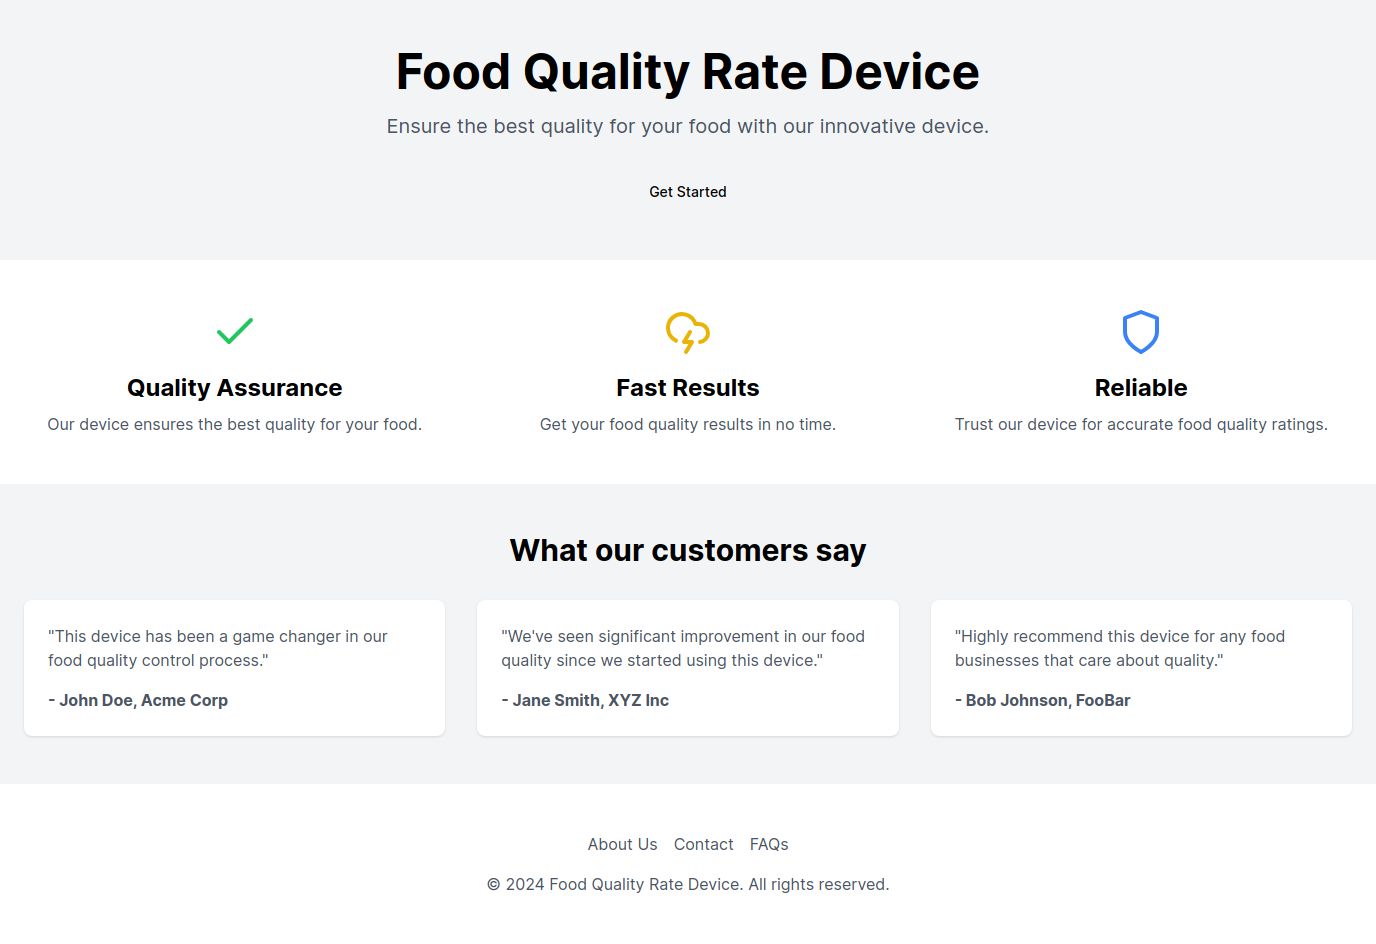 Food Quality Rate Device
Ensure the best quality for your food with our innovative device.
Get Started
Quality Assurance
Our device ensures the best quality for your food.
Fast Results
Get your food quality results in no time.
Reliable
Trust our device for accurate food quality ratings.
What our customers say
"This device has been a game changer in our
food quality control process."
- John Doe, Acme Corp
"We've seen significant improvement in our food
quality since we started using this device."
- Jane Smith, XYZ Inc
"Highly recommend this device for any food
businesses that care about quality."
- Bob Johnson, FooBar
About Us Contact FAQs
© 2024 Food Quality Rate Device. All rights reserved.